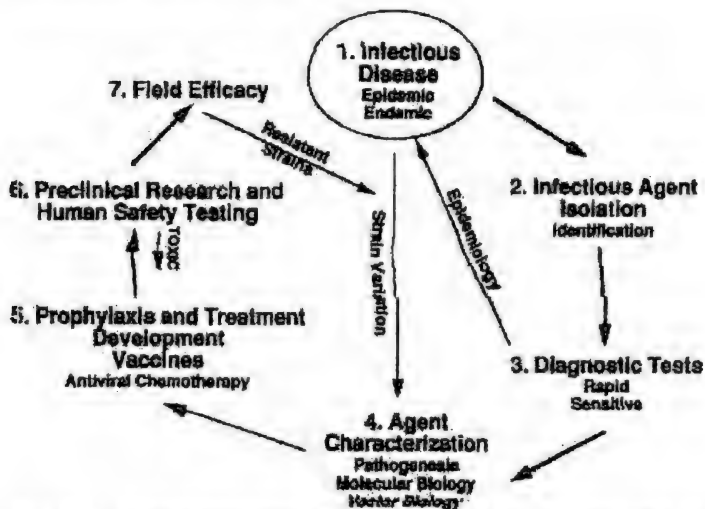 1. Infectious
Disease
Epidemic
Endemic
2. Infectious Agent
Isolation
Identification
3. Diagnostic Tests
Rapid
Sensitive
4. Agent
Characterization
Pathogenesis
Molecular Biology
Vector Biology
5. Prophylaxis and Treatment
Development
Vaccines
Antiviral Chemotherapy
6. Preclinical Research and
Human Safety Testing
7. Field Efficacy
Resistant
Strains
Strain Variation
Epidemiology
Toxic